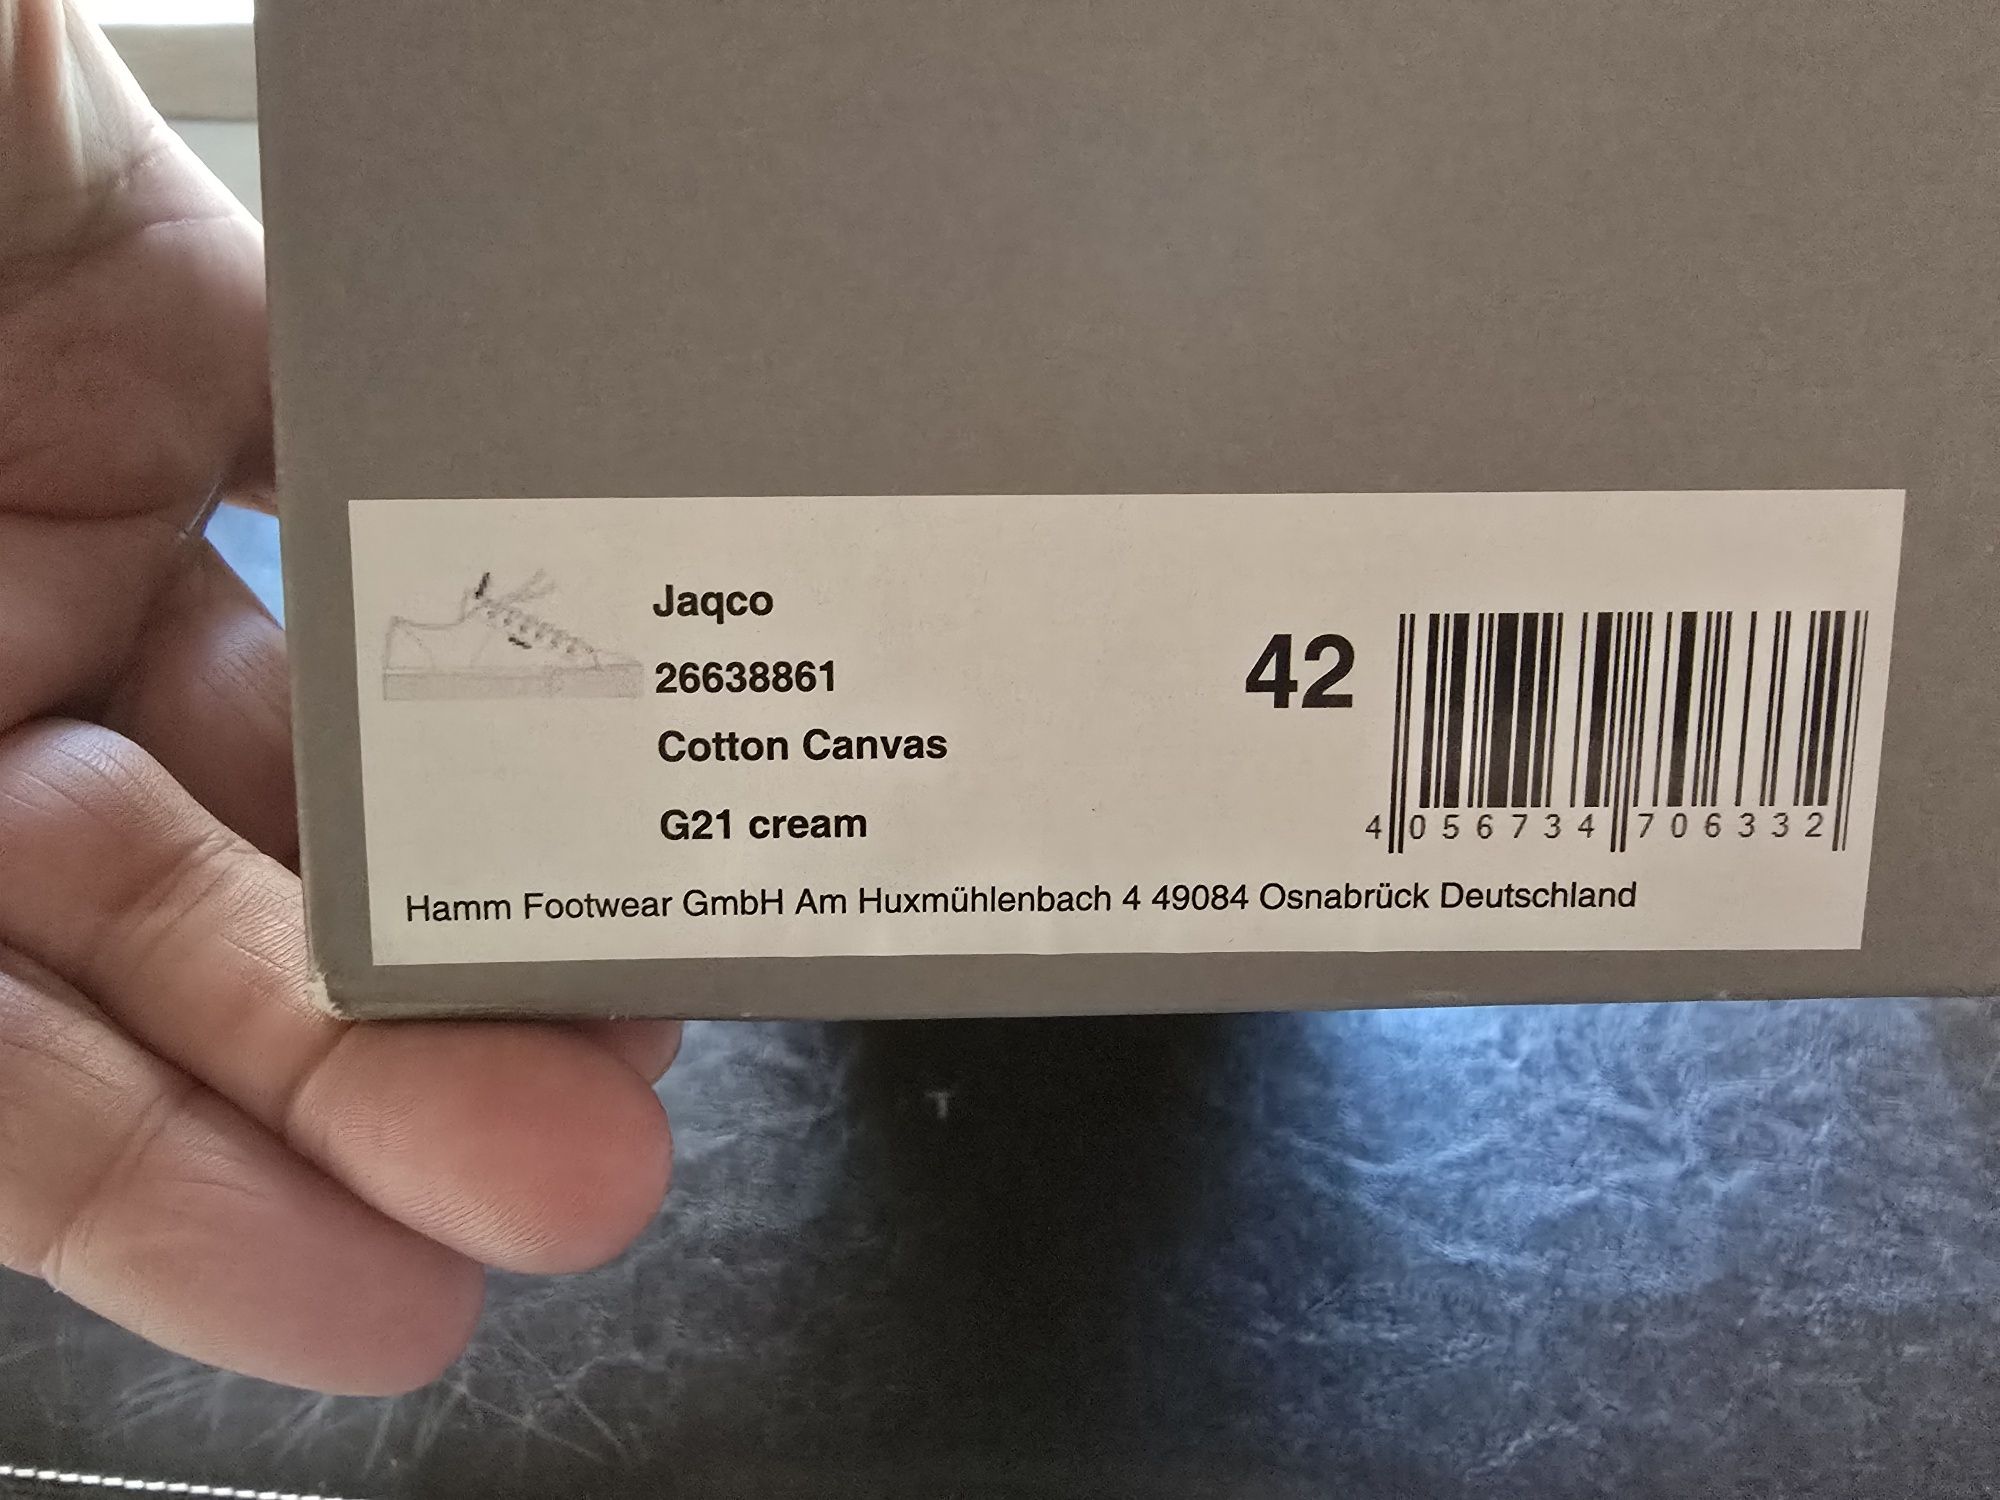 Jaqco
26638861
Cotton Canvas
G21 cream
42
4 056734 706332
Hamm Footwear GmbH Am Huxmühlenbach 4 49084 Osnabrück Deutschland